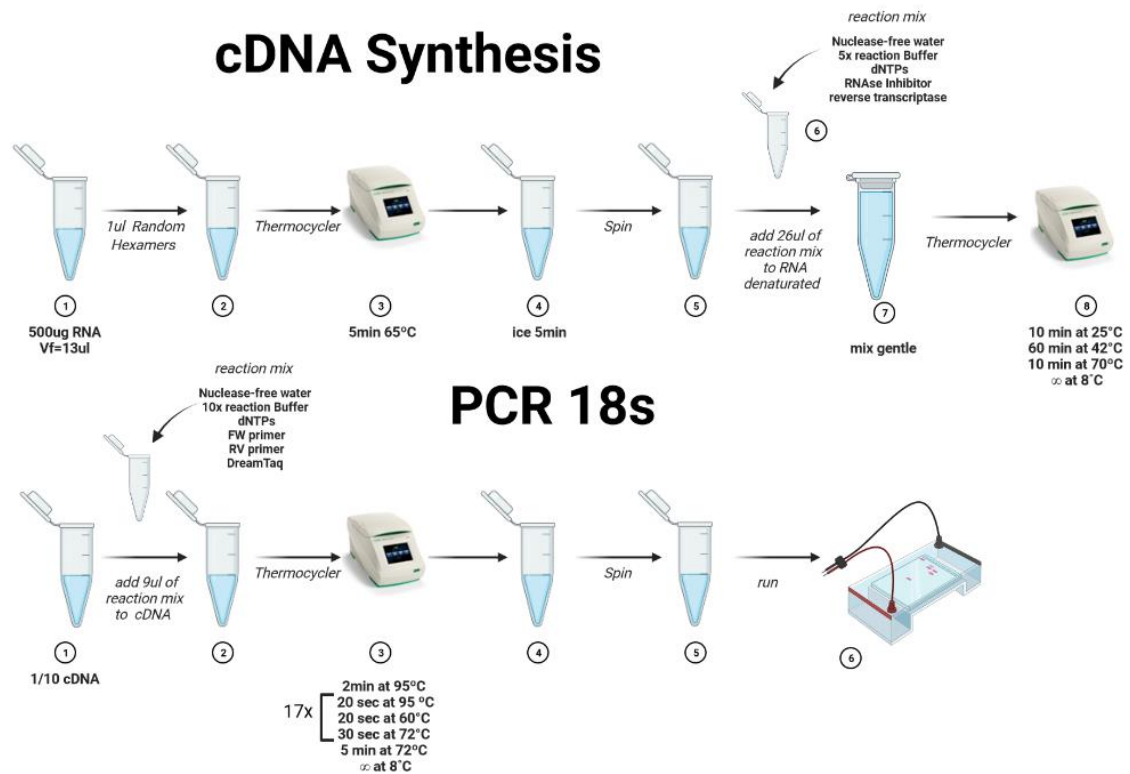 cDNA Synthesis
reaction mix
Nuclease-free water
5x reaction Buffer
dNTPs
RNAse Inhibitor
reverse transcriptase
6
1ul Random
Hexamers
Thermocycler
Spin
add 26ul of
reaction mix
to RNA
denaturated
Thermocycler
1
2
3
4
5
7
8
500ug RNA
Vf=13ul
5min 65ºC
ice 5min
mix gentle
10 min at 25°C
60 min at 42°C
10 min at 70ºC
∞ at 8°C
PCR 18s
reaction mix
Nuclease-free water
10x reaction Buffer
dNTPs
FW primer
RV primer
DreamTaq
add 9ul of
reaction mix
to cDNA
Thermocycler
Spin
run
1
2
3
4
5
6
1/10 cDNA
2min at 95ºC
17x
20 sec at 95 ºC
20 sec at 60°C
30 sec at 72°C
5 min at 72ºC
∞ at 8°C